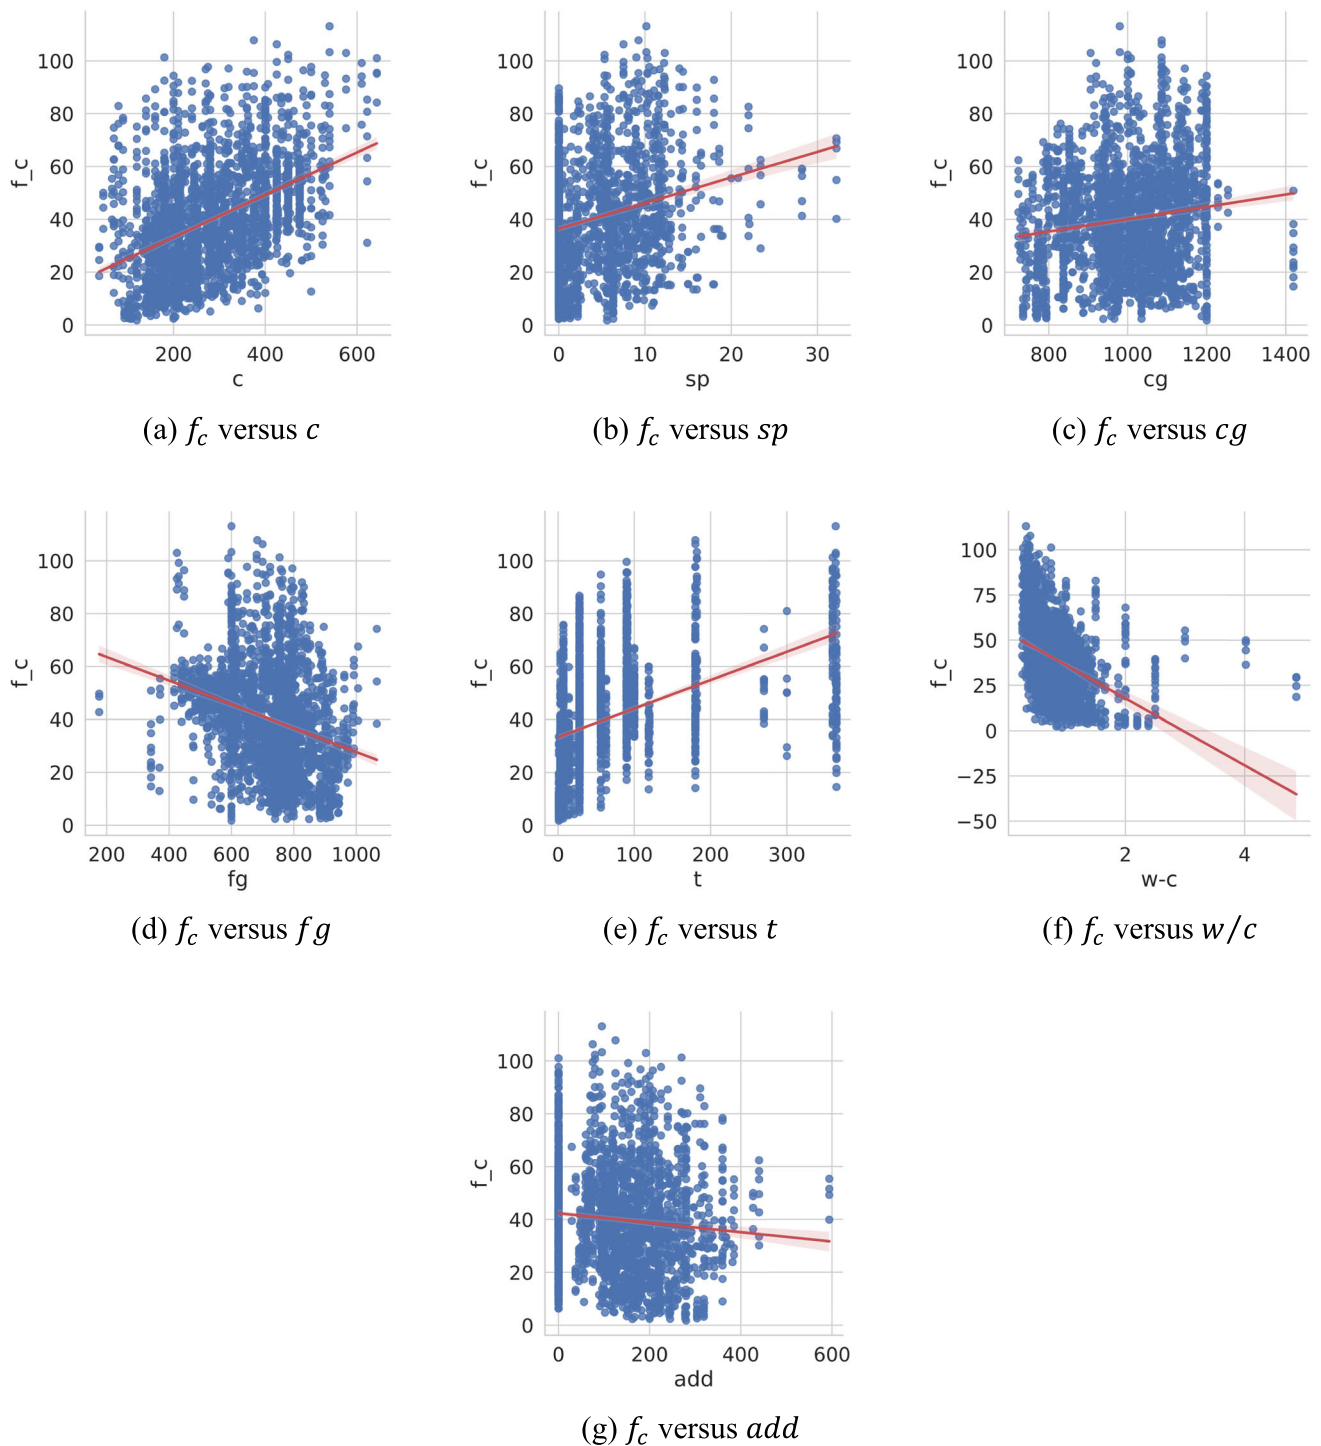 100
80
60
40
20
0
f_c
200 400 600
c
(a) f_c versus c
100
80
60
40
20
0
f_c
0 10 20 30
sp
(b) f_c versus sp
100
80
60
40
20
0
f_c
800 1000 1200 1400
cg
(c) f_c versus cg
100
80
60
40
20
0
f_c
200 400 600 800 1000
fg
(d) f_c versus fg
100
80
60
40
20
0
f_c
0 100 200 300
t
(e) f_c versus t
100
75
50
25
0
−25
−50
f_c
2 4
w-c
(f) f_c versus w/c
100
80
60
40
20
0
f_c
0 200 400 600
add
(g) f_c versus add